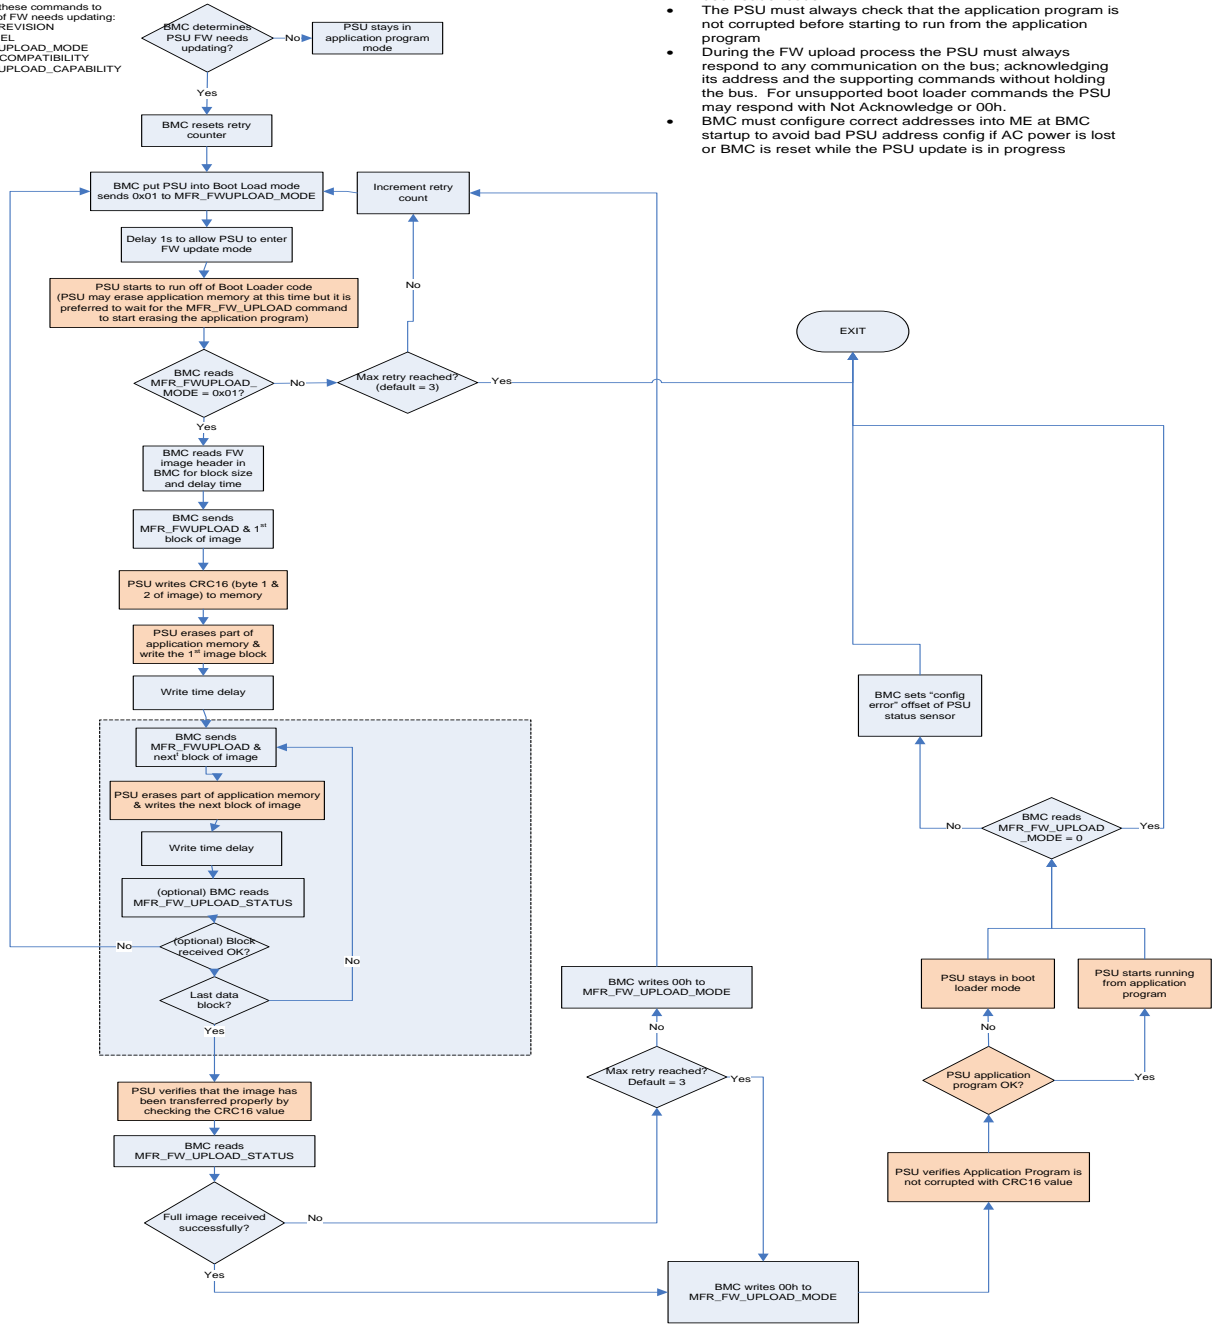 these commands to
of FW needs updating:
REVISION
EL
UPLOAD_MODE
COMPATIBILITY
UPLOAD_CAPABILITY
BMC determines
PSU FW needs
updating?
No
PSU stays in
application program
mode
• The PSU must always check that the application program is
not corrupted before starting to run from the application
program
• During the FW upload process the PSU must always
respond to any communication on the bus; acknowledging
its address and the supporting commands without holding
the bus. For unsupported boot loader commands the PSU
may respond with Not Acknowledge or 00h.
• BMC must configure correct addresses into ME at BMC
startup to avoid bad PSU address config if AC power is lost
or BMC is reset while the PSU update is in progress
Yes
BMC resets retry
counter
BMC put PSU into Boot Load mode
sends 0x01 to MFR_FWUPLOAD_MODE
Increment retry
count
Delay 1s to allow PSU to enter
FW update mode
No
PSU starts to run off of Boot Loader code
(PSU may erase application memory at this time but it is
preferred to wait for the MFR_FW_UPLOAD command
to start erasing the application program)
EXIT
BMC reads
MFR_FWUPLOAD_
MODE = 0x01?
No
Max retry reached?
(default = 3)
Yes
Yes
BMC reads FW
image header in
BMC for block size
and delay time
BMC sends
MFR_FWUPLOAD & 1st
block of image
PSU writes CRC16 (byte 1 &
2 of image) to memory
PSU erases part of
application memory &
write the 1st image block
Write time delay
BMC sets “config
error” offset of PSU
status sensor
BMC sends
MFR_FWUPLOAD &
nextt block of image
PSU erases part of application memory
& writes the next block of image
Write time delay
No
BMC reads
MFR_FW_UPLOAD
_MODE = 0
Yes
(optional) BMC reads
MFR_FW_UPLOAD_STATUS
No
(optional) Block
received OK?
No
Last data
block?
Yes
BMC writes 00h to
MFR_FW_UPLOAD_MODE
PSU stays in boot
loader mode
PSU starts running
from application
program
No
No
Max retry reached?
Default = 3
Yes
PSU application
program OK?
Yes
PSU verifies that the image has
been transferred properly by
checking the CRC16 value
BMC reads
MFR_FW_UPLOAD_STATUS
PSU verifies Application Program is
not corrupted with CRC16 value
Full image received
successfully?
No
Yes
BMC writes 00h to
MFR_FW_UPLOAD_MODE